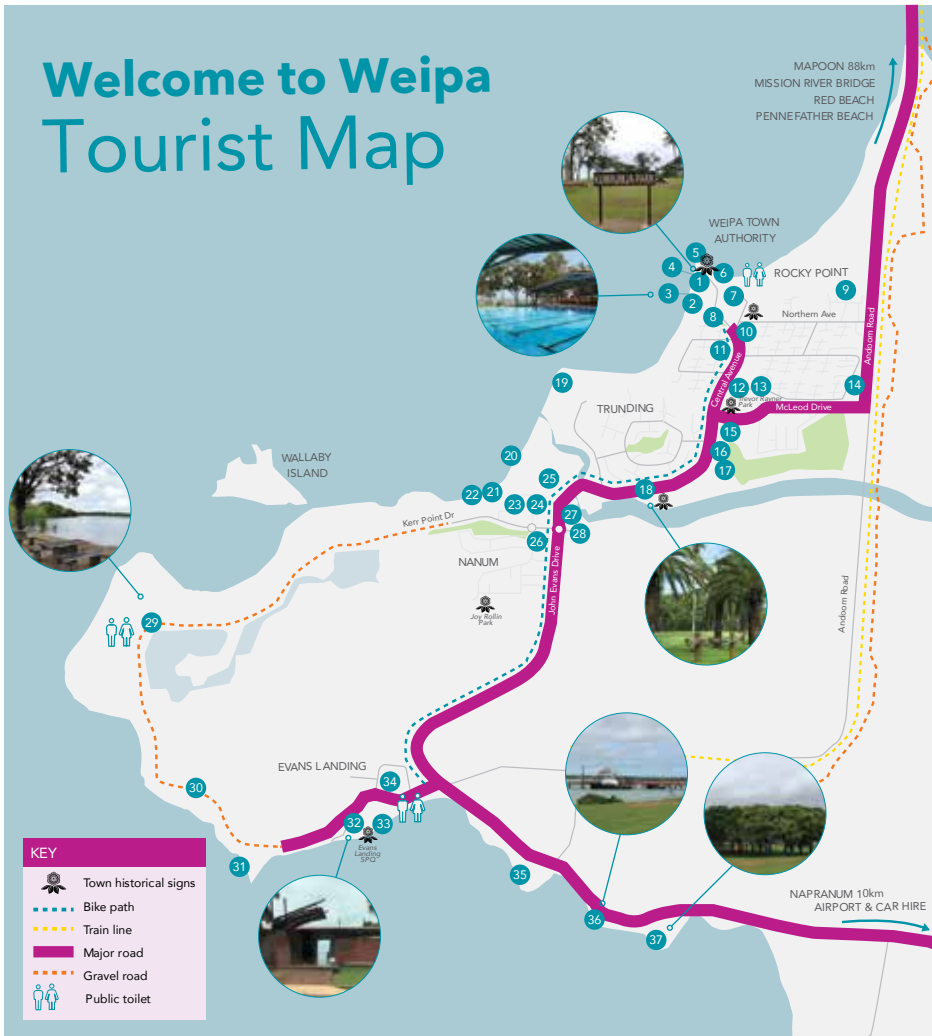 Welcome to Weipa
Tourist Map
MAPOON 88km
MISSION RIVER BRIDGE
RED BEACH
PENNEFATHER BEACH
WEIPA TOWN
AUTHORITY
5
4
6
1
3
2
7
8
ROCKY POINT
9
Northern Ave
10
11
Central Avenue
Andoom Road
19
12
13
14
Trevor Rayner
Park
McLeod Drive
TRUNDING
15
16
17
WALLABY
ISLAND
20
25
18
22
21
23
24
27
Kerr Point Dr
26
28
NANUM
John Evans Drive
Joy Rollin
Park
Andoom Road
29
EVANS LANDING
34
30
32
33
Evans
Landing
SPQ
31
35
36
37
NAPRANUM 10km
AIRPORT & CAR HIRE
KEY
Town historical signs
Bike path
Train line
Major road
Gravel road
Public toilet